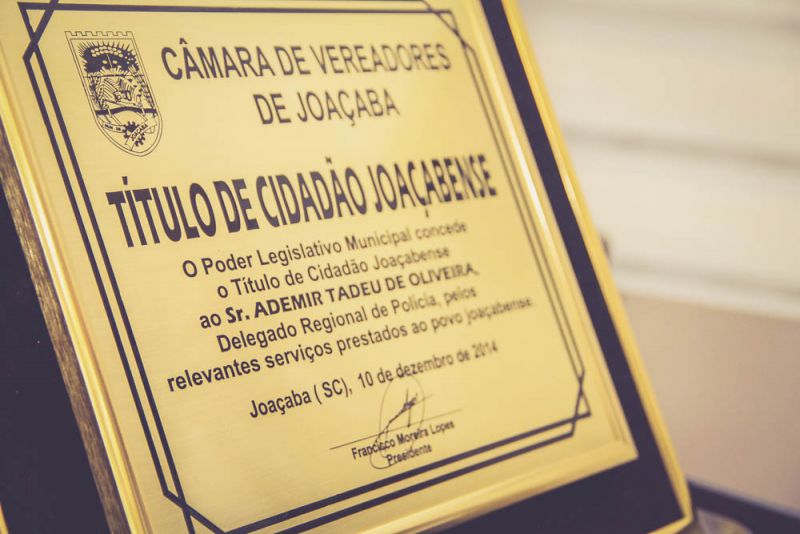 CÂMARA DE VEREADORES
DE JOAÇABA
TÍTULO DE CIDADÃO JOAÇABENSE
O Poder Legislativo Municipal concede
o Título de Cidadão Joaçabense
ao Sr. ADEMIR TADEU DE OLIVEIRA,
Delegado Regional de Polícia, pelos
relevantes serviços prestados ao povo joaçabense.
Joaçaba ( SC), 10 de dezembro de 2014
Francisco Moreira Lopes
Presidente